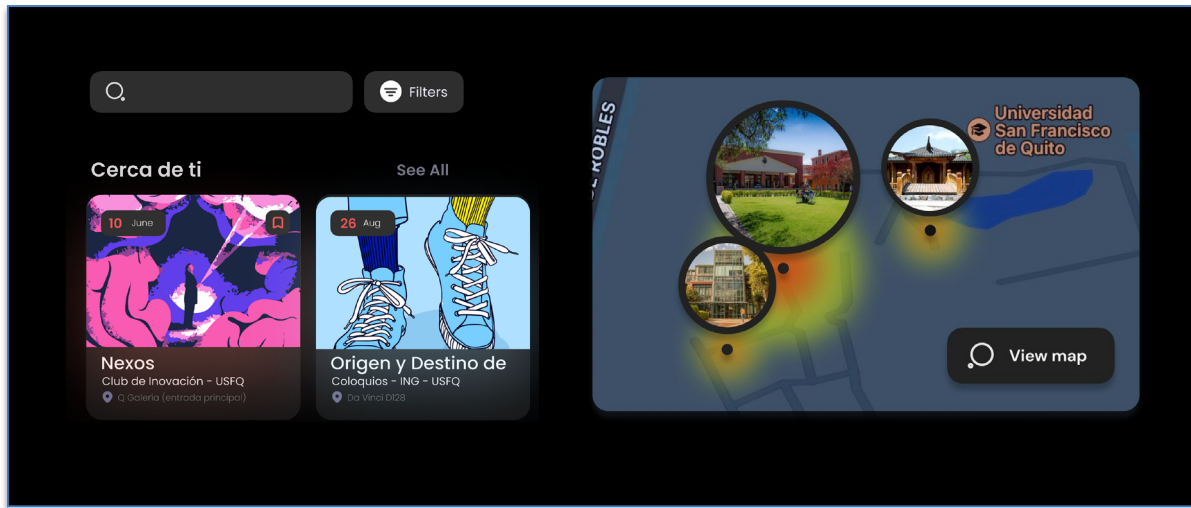 Filters
Cerca de ti
See All
10 June
Nexos
Club de Inovación - USFQ
Q Galería (entrada principal)
26 Aug
Origen y Destino de
Coloquios - ING - USFQ
Da Vinci D128
E ROBLES
Universidad
San Francisco
de Quito
View map